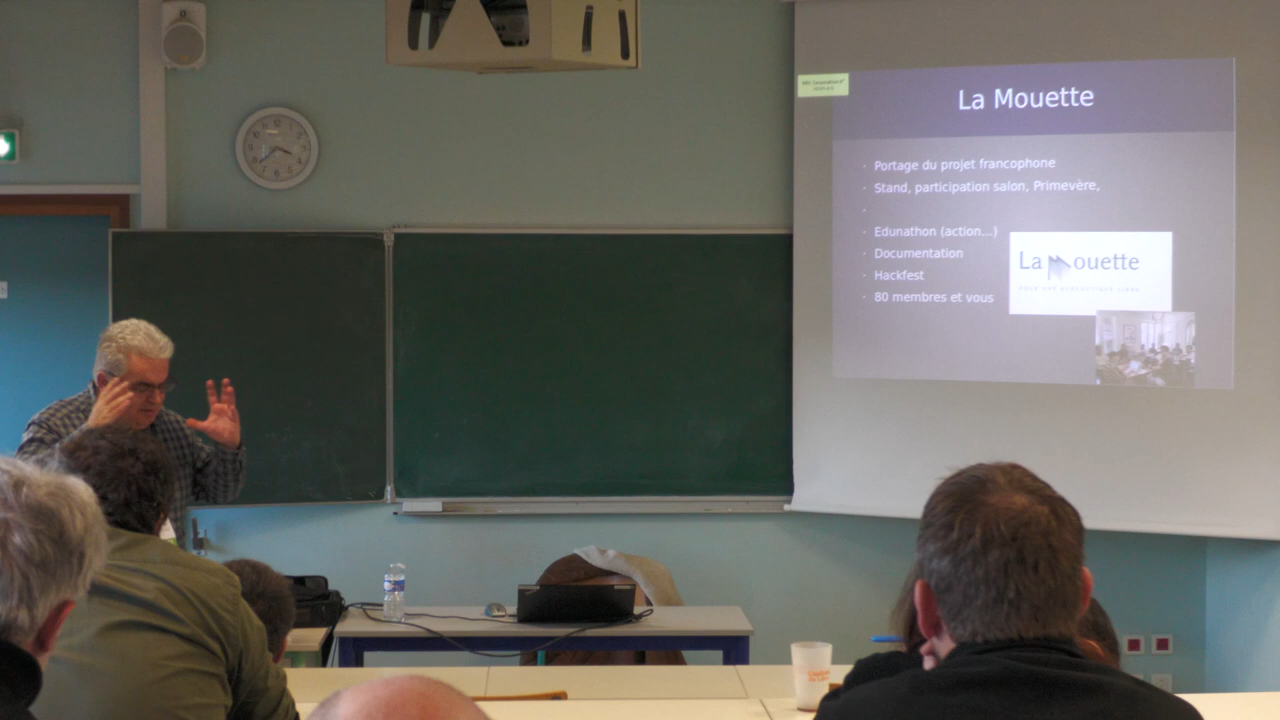 La Mouette
Portage du projet francophone
Stand, participation salon, Primevère,
Edunathon (action...)
Documentation
Hackfest
80 membres et vous
La Mouette